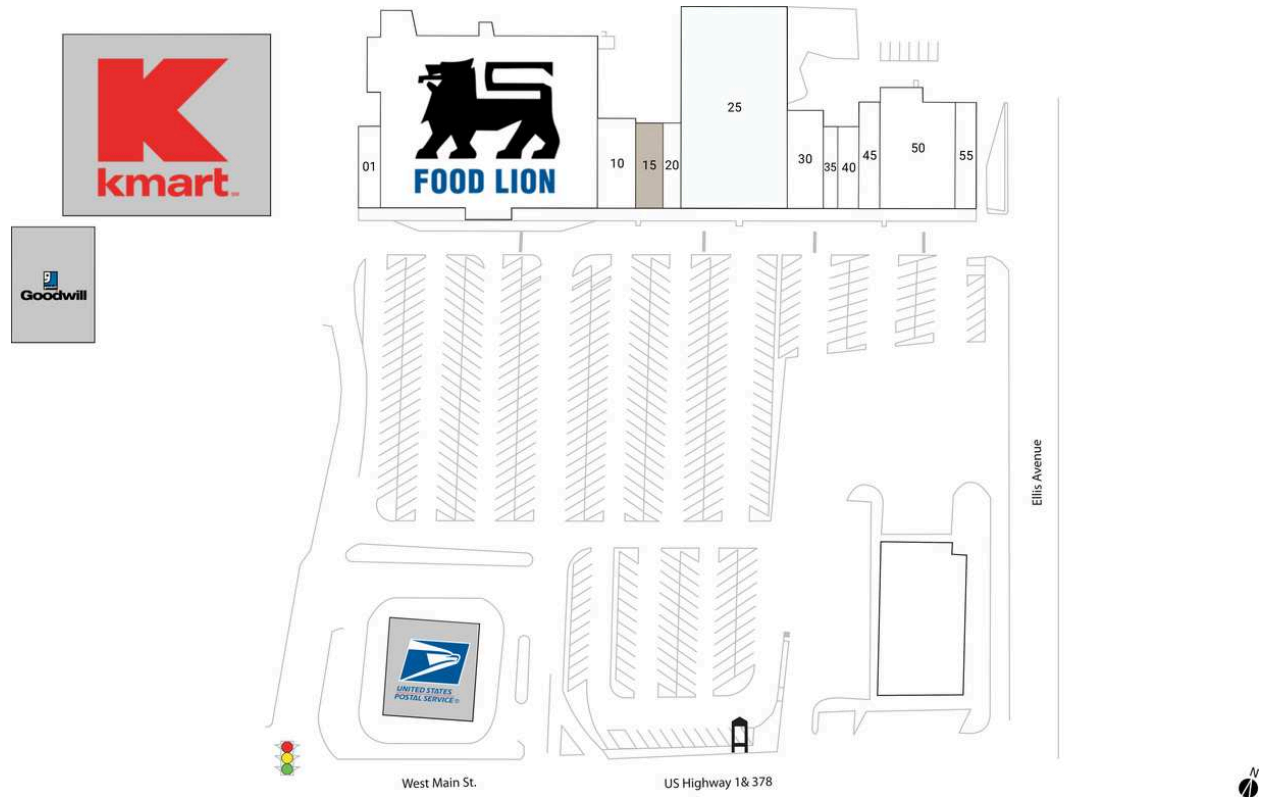 kmart
FOOD LION
01
10
15
20
25
30
35
40
45
50
55
Goodwill
Ellis Avenue
UNITED STATES
POSTAL SERVICE®
West Main St.
US Highway 1& 378
N